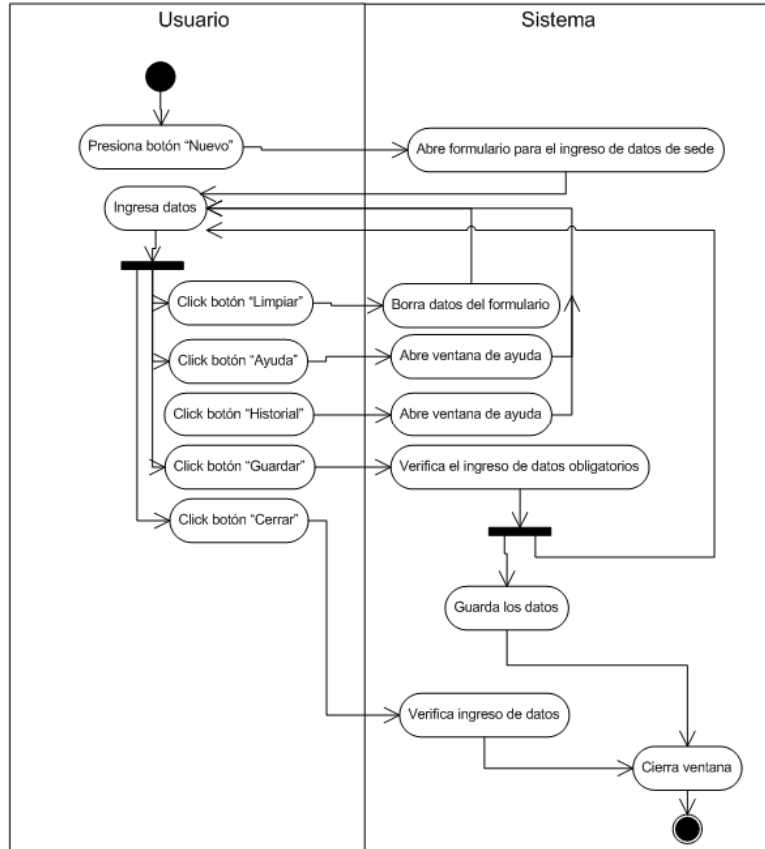 Usuario
Sistema
Presiona botón “Nuevo”
Abre formulario para el ingreso de datos de sede
Ingresa datos
Click botón “Limpiar”
Borra datos del formulario
Click botón “Ayuda”
Abre ventana de ayuda
Click botón “Historial”
Abre ventana de ayuda
Click botón “Guardar”
Verifica el ingreso de datos obligatorios
Click botón “Cerrar”
Guarda los datos
Verifica ingreso de datos
Cierra ventana